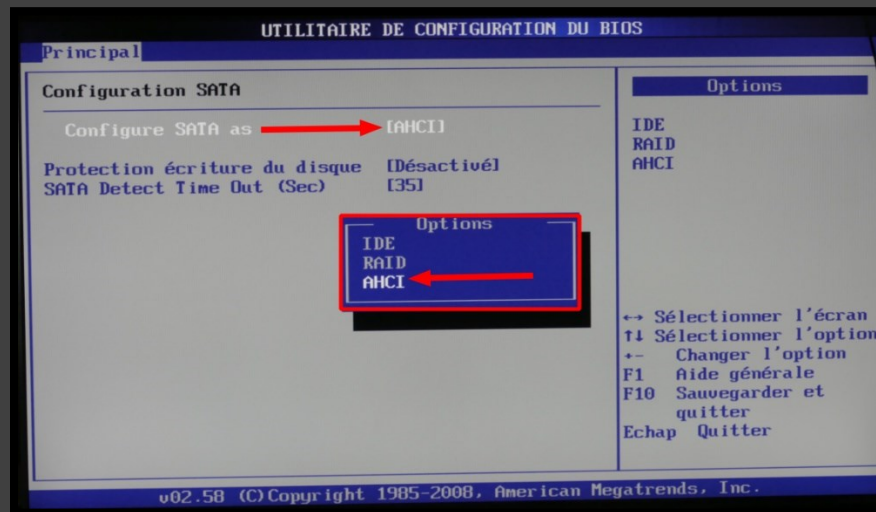 UTILITAIRE DE CONFIGURATION DU BIOS
Principal
Configuration SATA
Configure SATA as [AHCI]
Protection écriture du disque [Désactivé]
SATA Detect Time Out (Sec) [35]
Options
IDE
RAID
AHCI
Options
IDE
RAID
AHCI
←→ Sélectionner l'écran
↑↓ Sélectionner l'option
+- Changer l'option
F1 Aide générale
F10 Sauvegarder et
quitter
Echap Quitter
v02.58 (C)Copyright 1985-2008, American Megatrends, Inc.